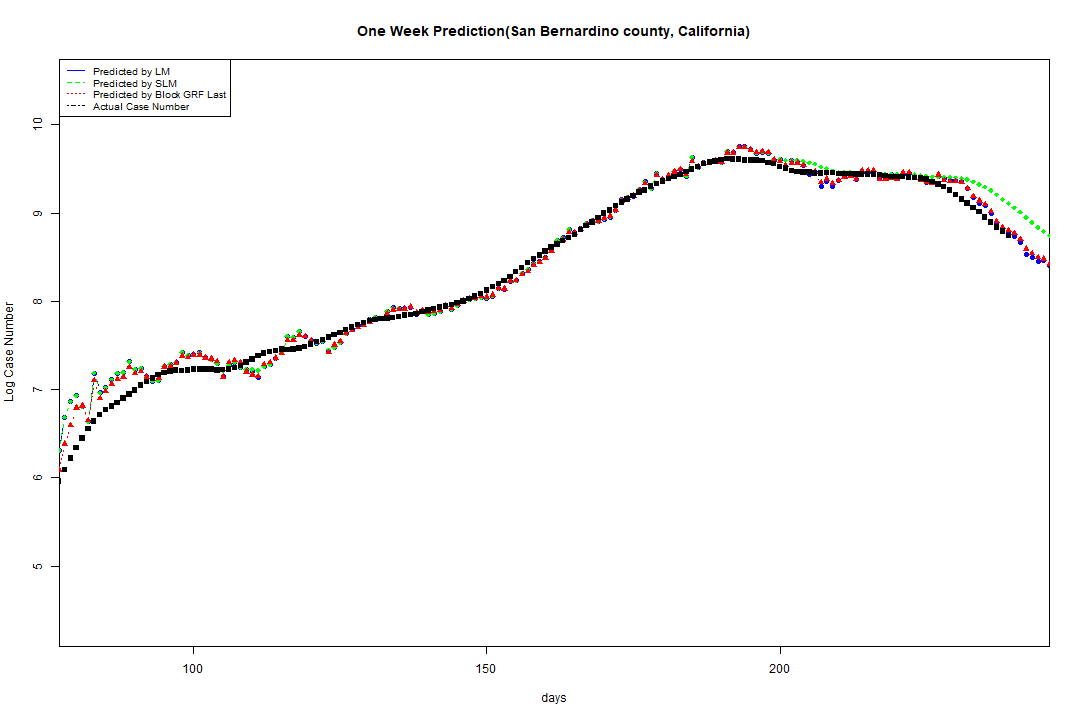 One Week Prediction(San Bernardino county, California)
Predicted by LM
Predicted by SLM
Predicted by Block GRF Last
Actual Case Number
10
9
8
7
6
5
Log Case Number
100 150 200
days